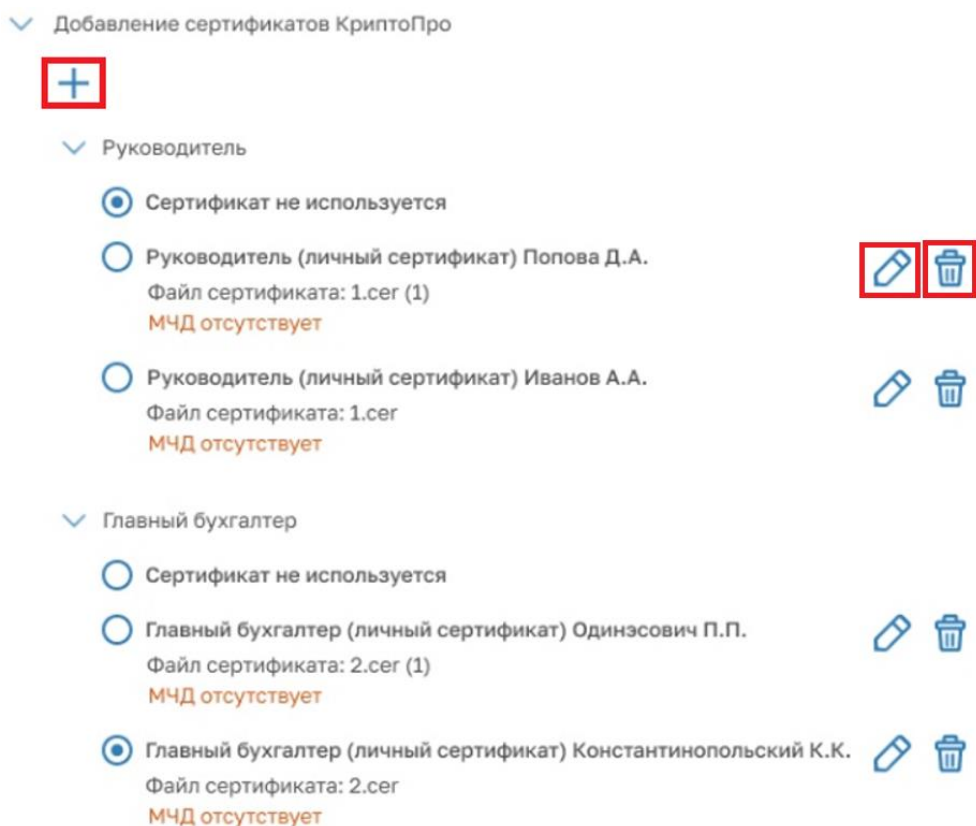 Добавление сертификатов КриптоПро
Руководитель
Сертификат не используется
Руководитель (личный сертификат) Попова Д.А.
Файл сертификата: 1.cer (1)
МЧД отсутствует
Руководитель (личный сертификат) Иванов А.А.
Файл сертификата: 1.cer
МЧД отсутствует
Главный бухгалтер
Сертификат не используется
Главный бухгалтер (личный сертификат) Одинэсович П.П.
Файл сертификата: 2.cer (1)
МЧД отсутствует
Главный бухгалтер (личный сертификат) Константинопольский К.К.
Файл сертификата: 2.cer
МЧД отсутствует